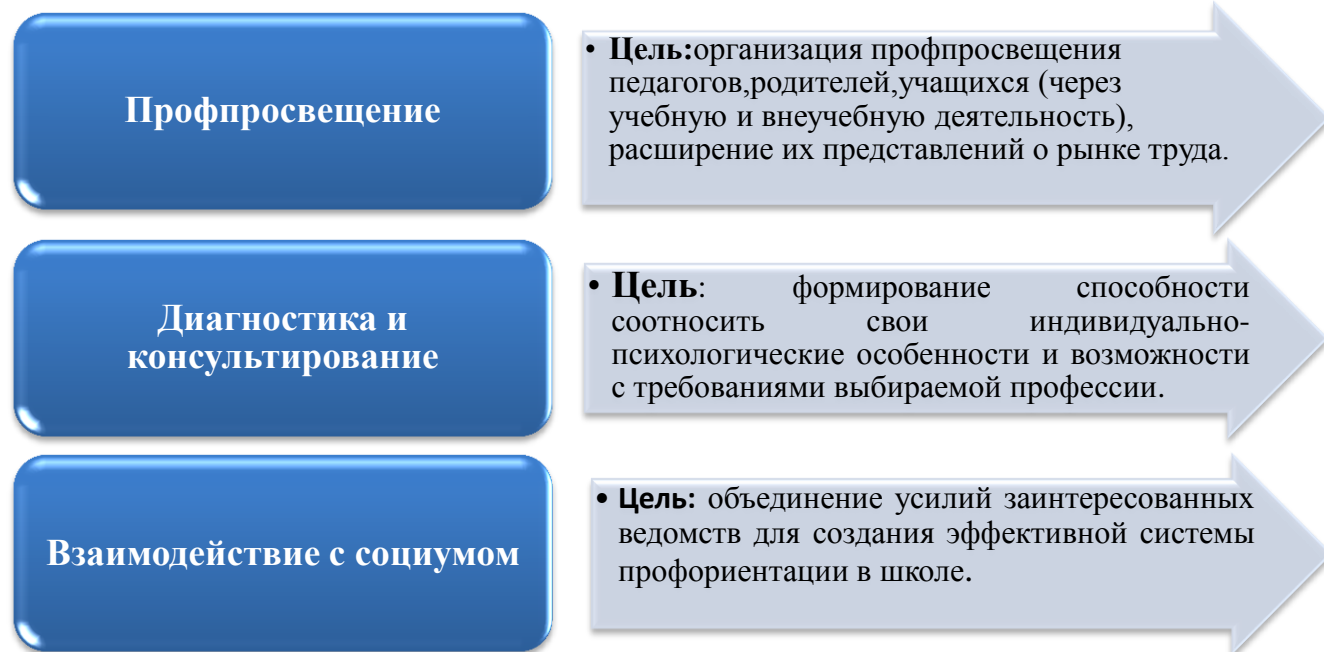 Профпросвещение
• Цель:организация профпросвещения
педагогов,родителей,учащихся (через
учебную и внеучебную деятельность),
расширение их представлений о рынке труда.
Диагностика и
консультирование
• Цель: формирование способности
соотносить свои индивидуально-
психологические особенности и возможности
с требованиями выбираемой профессии.
Взаимодействие с социумом
• Цель: объединение усилий заинтересованных
ведомств для создания эффективной системы
профориентации в школе.